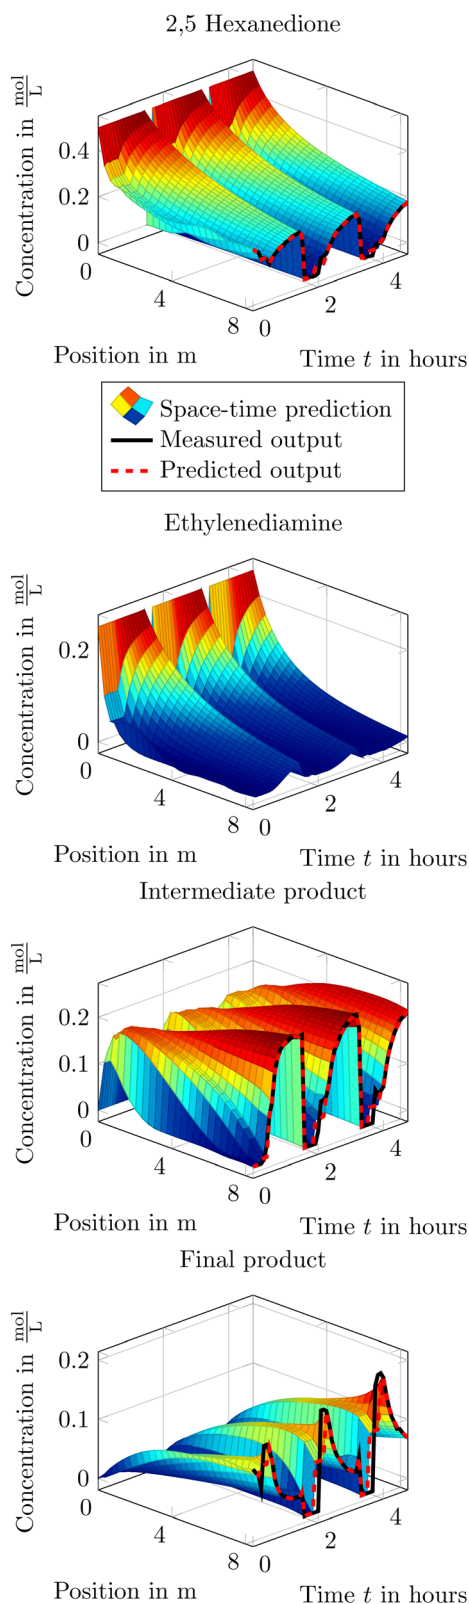 2,5 Hexanedione
Concentration in mol/L
0.4
0.2
0
0
4
8
0
2
4
Position in m
Time t in hours
Space-time prediction
Measured output
Predicted output
Ethylenediamine
Concentration in mol/L
0.2
0
0
4
8
0
2
4
Position in m
Time t in hours
Intermediate product
Concentration in mol/L
0.2
0.1
0
0
4
8
0
2
4
Position in m
Time t in hours
Final product
Concentration in mol/L
0.2
0.1
0
0
4
8
0
2
4
Position in m
Time t in hours